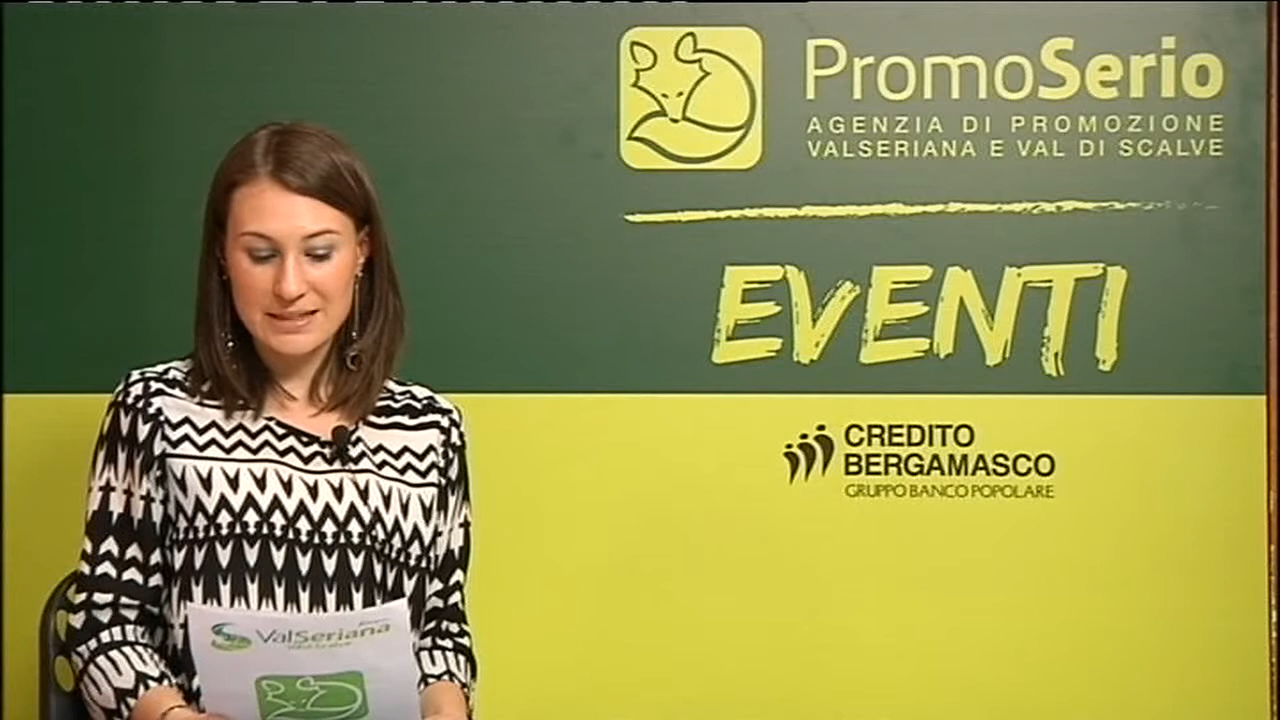 PromoSerio
AGENZIA DI PROMOZIONE
VALSERIANA E VAL DI SCALVE
EVENTI
CREDITO
BERGAMASCO
GRUPPO BANCO POPOLARE
ValSeriana